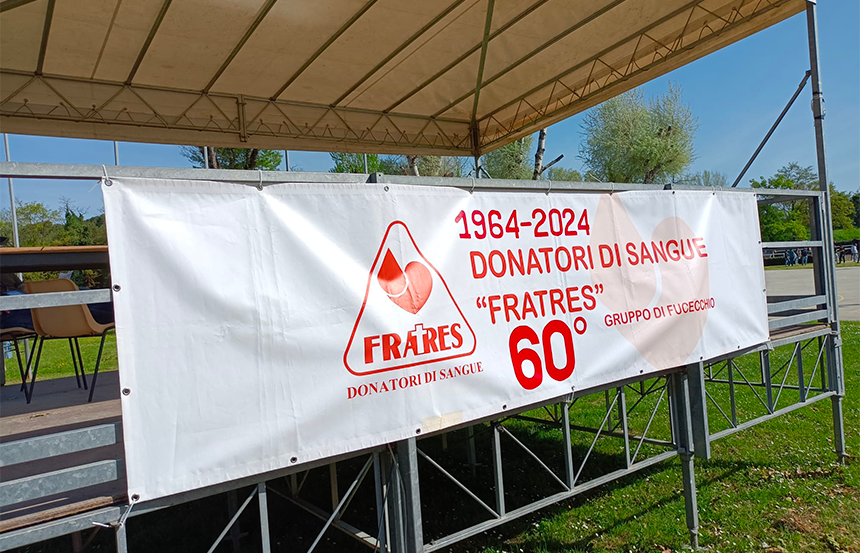 FRATRES
DONATORI DI SANGUE
1964-2024
DONATORI DI SANGUE
“FRATRES”
GRUPPO DI FUCECCHIO
60°